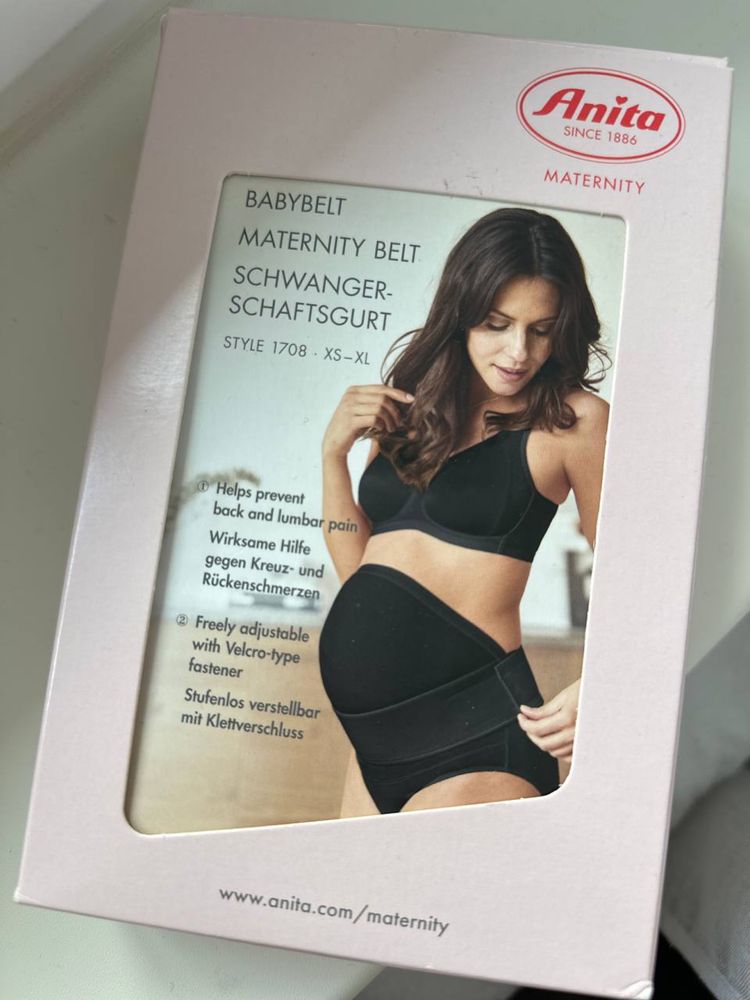 Anita
SINCE 1886
MATERNITY
BABYBELT
MATERNITY BELT
SCHWANGER-
SCHAFTSGURT
STYLE 1708 · XS–XL
① Helps prevent
back and lumbar pain
Wirksame Hilfe
gegen Kreuz- und
Rückenschmerzen
② Freely adjustable
with Velcro-type
fastener
Stufenlos verstellbar
mit Klettverschluss
www.anita.com/maternity